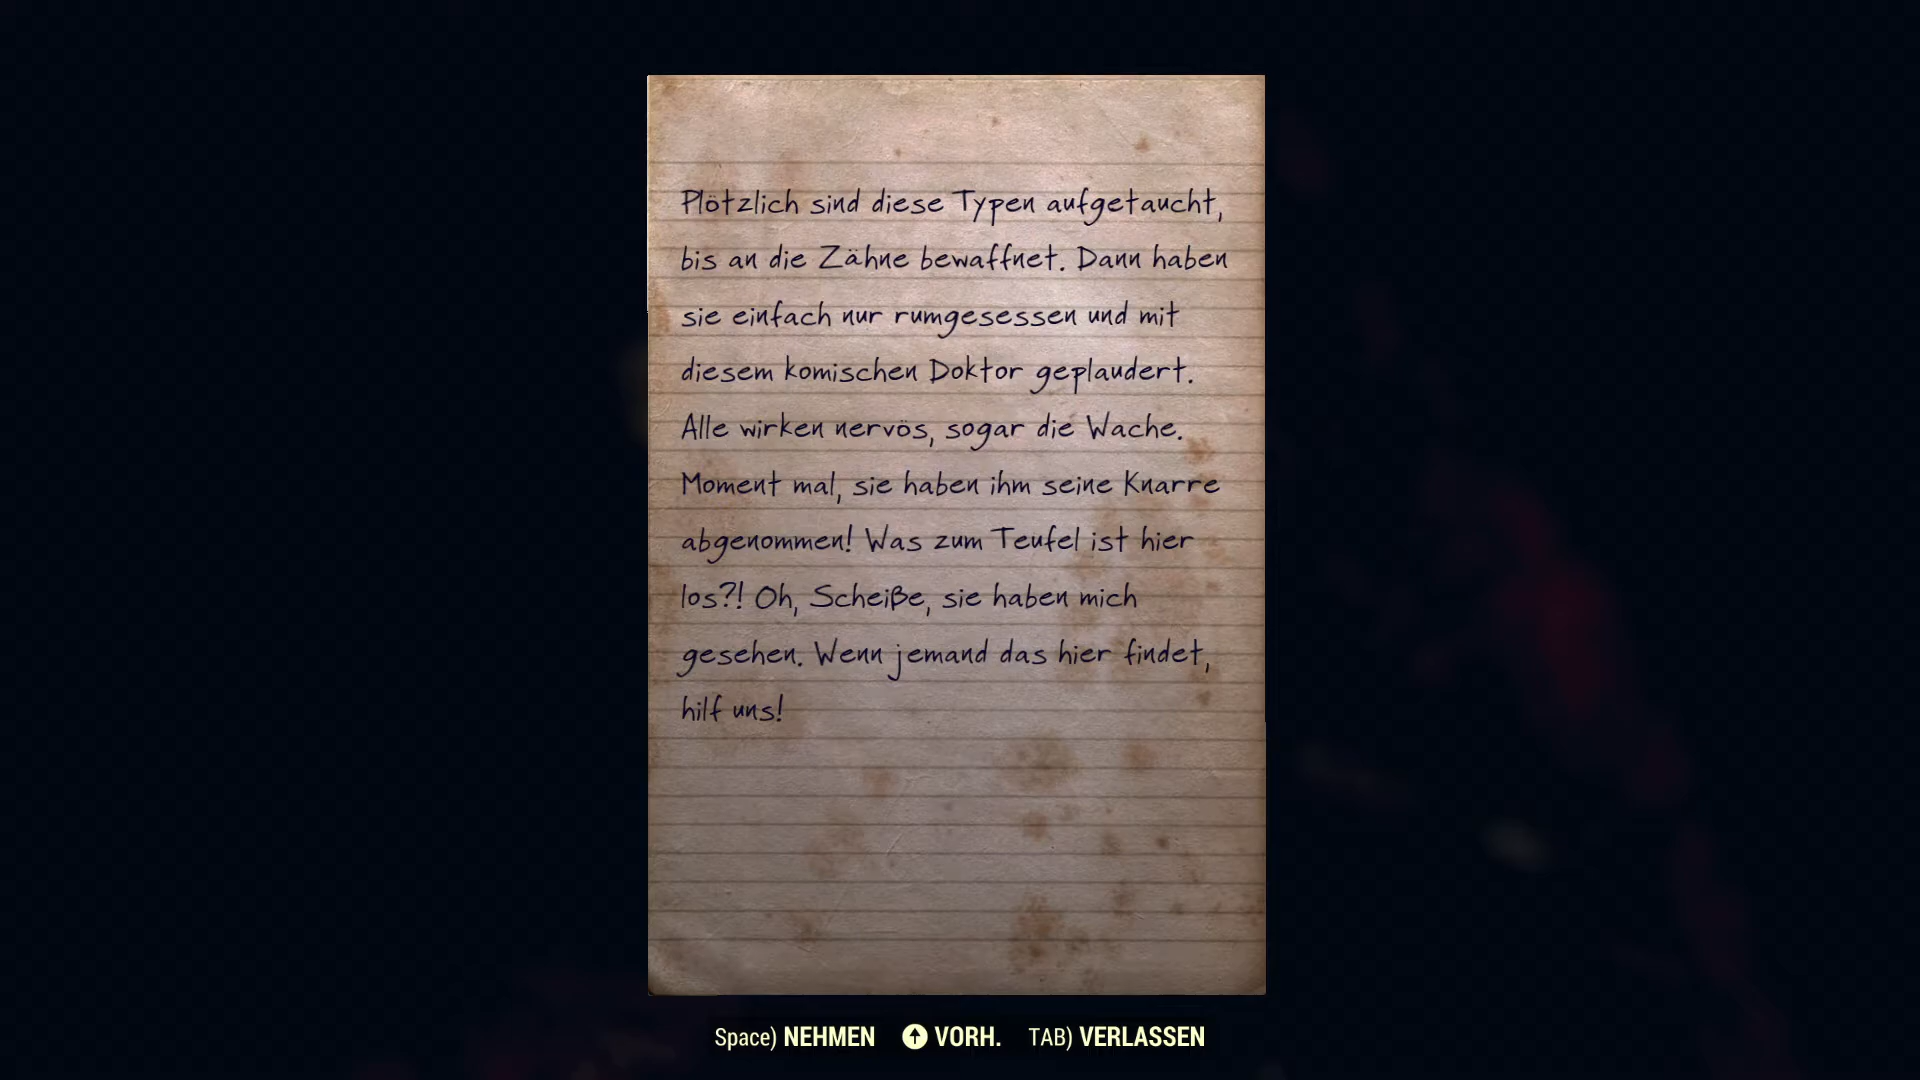 Plötzlich sind diese Typen aufgetaucht,
bis an die Zähne bewaffnet. Dann haben
sie einfach nur rumgesessen und mit
diesem komischen Doktor geplaudert.
Alle wirken nervös, sogar die Wache.
Moment mal, sie haben ihm seine Knarre
abgenommen! Was zum Teufel ist hier
los?! Oh, Scheiße, sie haben mich
gesehen. Wenn jemand das hier findet,
hilf uns!
Space) NEHMEN VORH. TAB) VERLASSEN